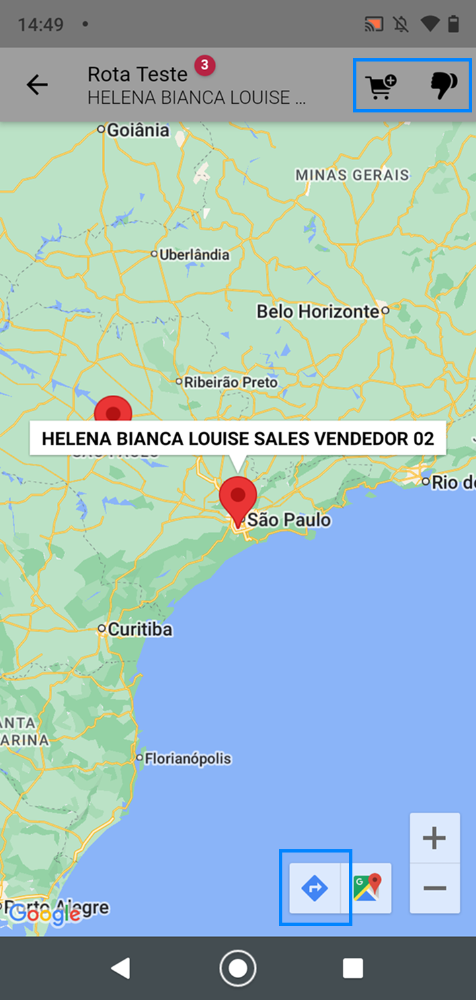 14:49
Rota Teste 3
HELENA BIANCA LOUISE ...
Goiânia
MINAS GERAIS
Uberlândia
Belo Horizonte
Ribeirão Preto
HELENA BIANCA LOUISE SALES VENDEDOR 02
Rio de
São Paulo
Curitiba
ANTA
ARINA
Florianópolis
G
Porto Alegre
Google